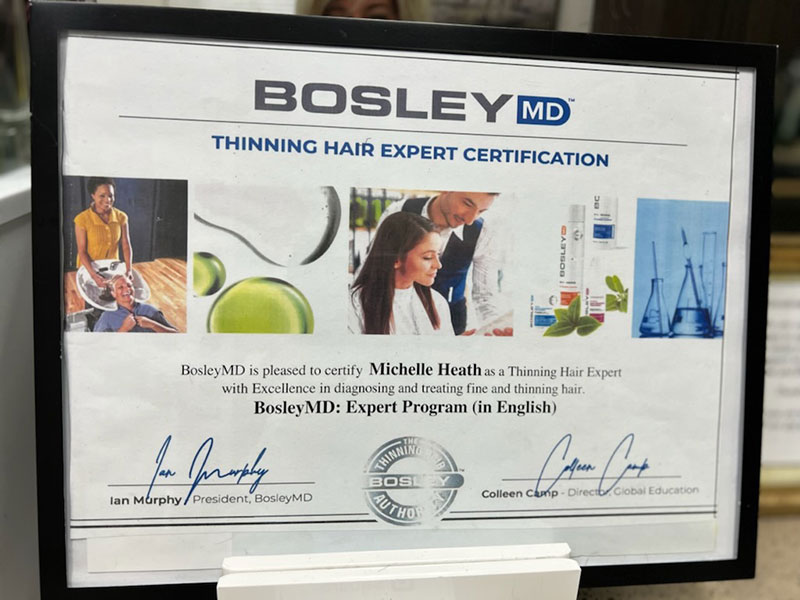 BOSLEY MD™
THINNING HAIR EXPERT CERTIFICATION
BOSLEY MD
BosleyMD is pleased to certify Michelle Heath as a Thinning Hair Expert
with Excellence in diagnosing and treating fine and thinning hair.
BosleyMD: Expert Program (in English)
Ian Murphy
Colleen Camp
Ian Murphy - President, BosleyMD
Colleen Camp - Director, Global Education
THE
THINNING HAIR
BOSLEY
AUTHORITY